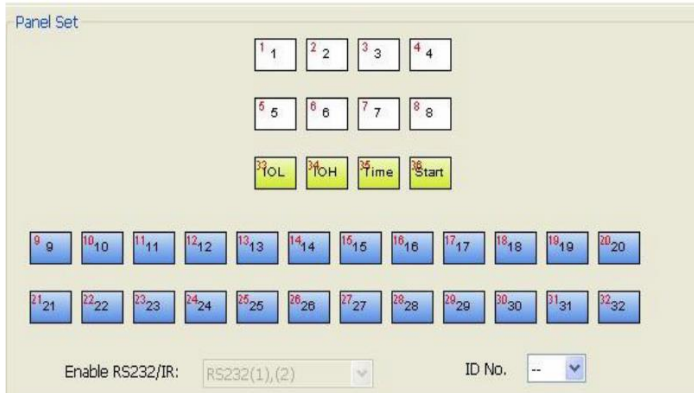 Panel Set
1 1 2 2 3 3 4 4
5 5 6 6 7 7 8 8
33 IOL 34 IOH 35 Time 36 Start
9 9 10 10 11 11 12 12 13 13 14 14 15 15 16 16 17 17 18 18 19 19 20 20
21 21 22 22 23 23 24 24 25 25 26 26 27 27 28 28 29 29 30 30 31 31 32 32
Enable RS232/IR: RS232(1),(2) ID No. --